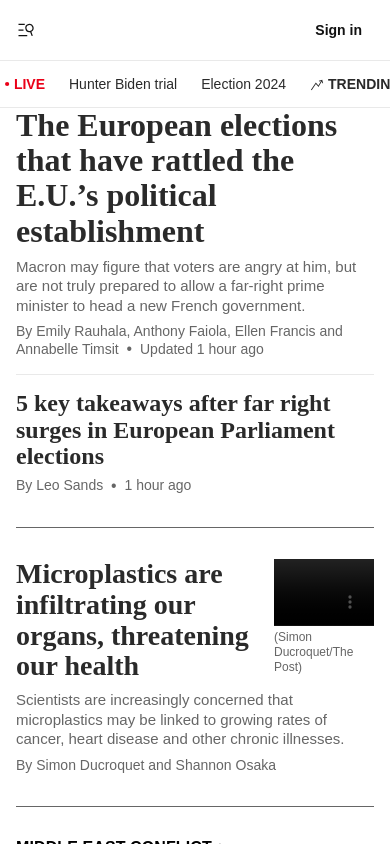 Sign in
• LIVE Hunter Biden trial Election 2024 TRENDIN
The European elections
that have rattled the
E.U.’s political
establishment
Macron may figure that voters are angry at him, but
are not truly prepared to allow a far-right prime
minister to head a new French government.
By Emily Rauhala, Anthony Faiola, Ellen Francis and
Annabelle Timsit • Updated 1 hour ago
5 key takeaways after far right
surges in European Parliament
elections
By Leo Sands • 1 hour ago
Microplastics are
infiltrating our
organs, threatening
our health
(Simon
Ducroquet/The
Post)
Scientists are increasingly concerned that
microplastics may be linked to growing rates of
cancer, heart disease and other chronic illnesses.
By Simon Ducroquet and Shannon Osaka
MIDDLE EAST CONFLICT